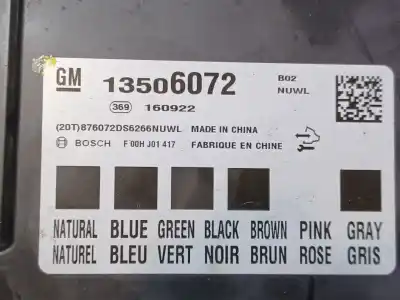 GM 13506072 B02
NUWL
369 160922
(20T)876072DS6266NUWL MADE IN CHINA
BOSCH F 00H J01 417 FABRIQUE EN CHINE
NATURAL BLUE GREEN BLACK BROWN PINK GRAY
NATUREL BLEU VERT NOIR BRUN ROSE GRIS